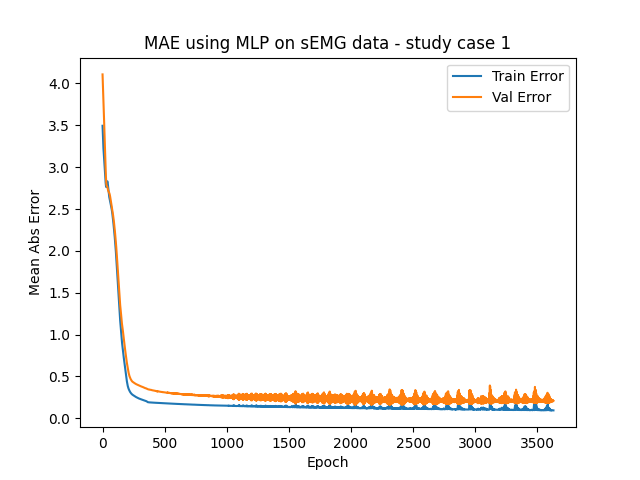 MAE using MLP on sEMG data - study case 1
Train Error
Val Error
Mean Abs Error
4.0
3.5
3.0
2.5
2.0
1.5
1.0
0.5
0.0
0 500 1000 1500 2000 2500 3000 3500
Epoch